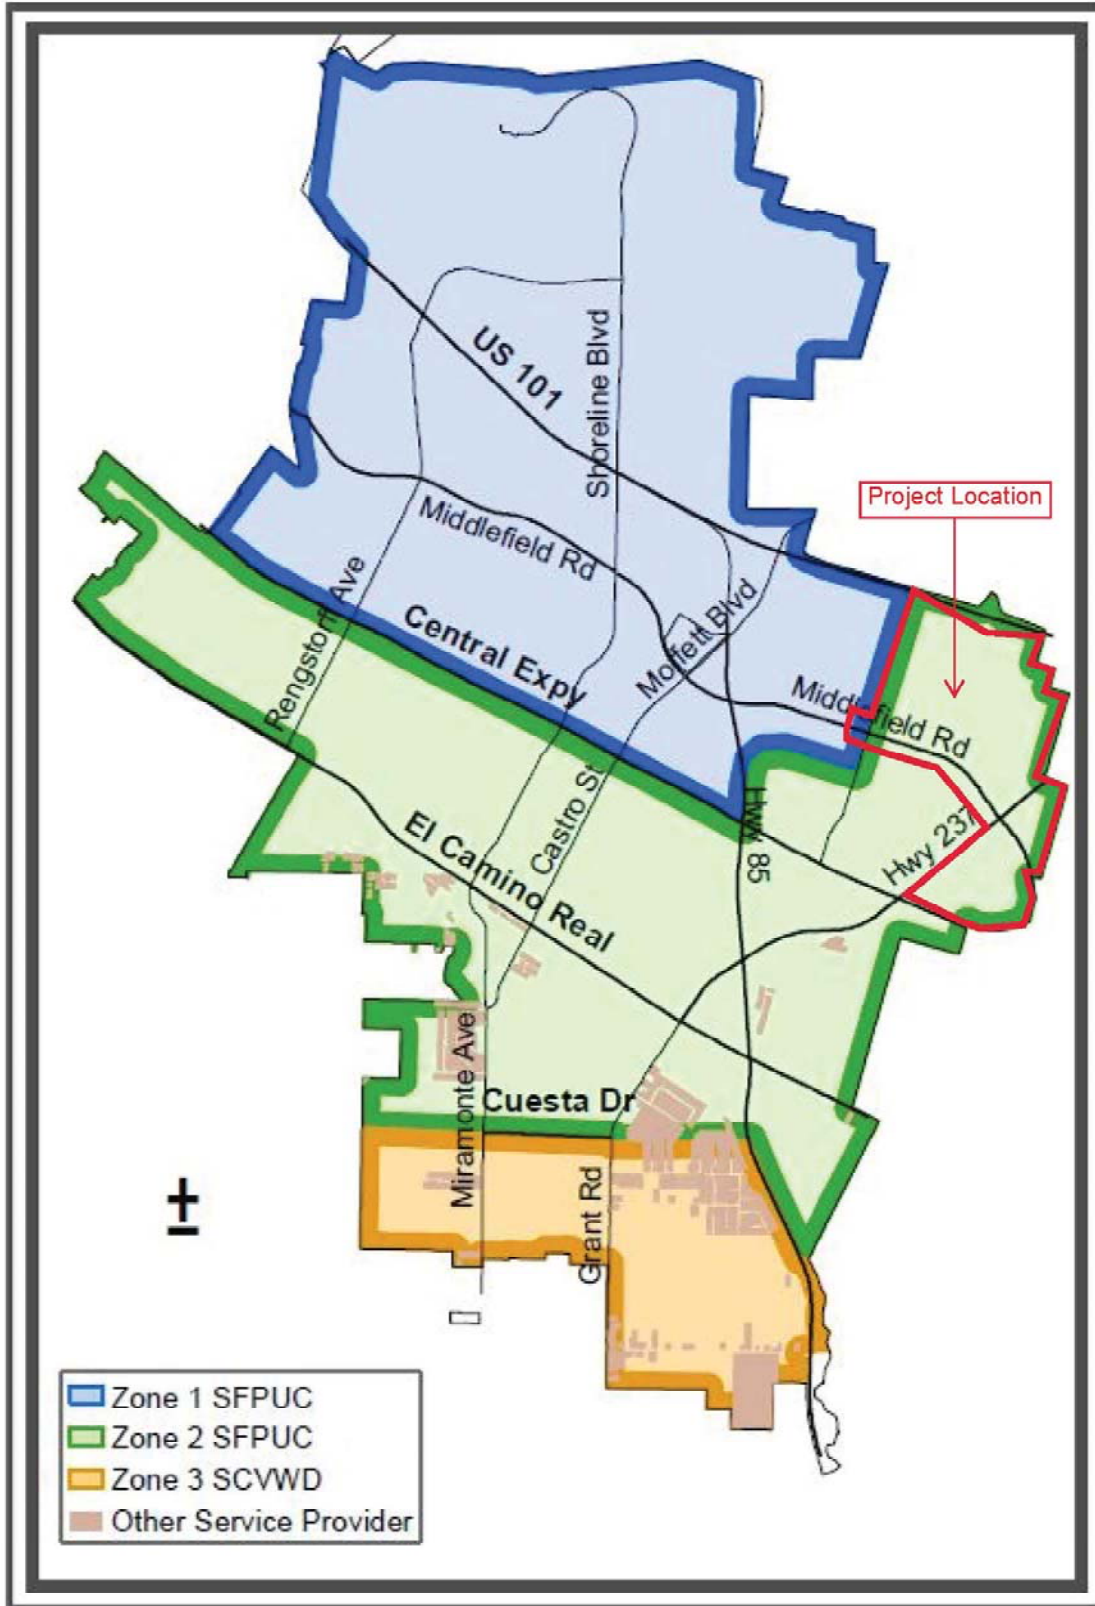 US 101
Shoreline Blvd
Project Location
Middlefield Rd
Rengstorff Ave
Central Expy
Moffett Blvd
Middlefield Rd
Castro St
El Camino Real
Hwy 85
Hwy 237
Miramonte Ave
Cuesta Dr
Grant Rd
Zone 1 SFPUC
Zone 2 SFPUC
Zone 3 SCVWD
Other Service Provider